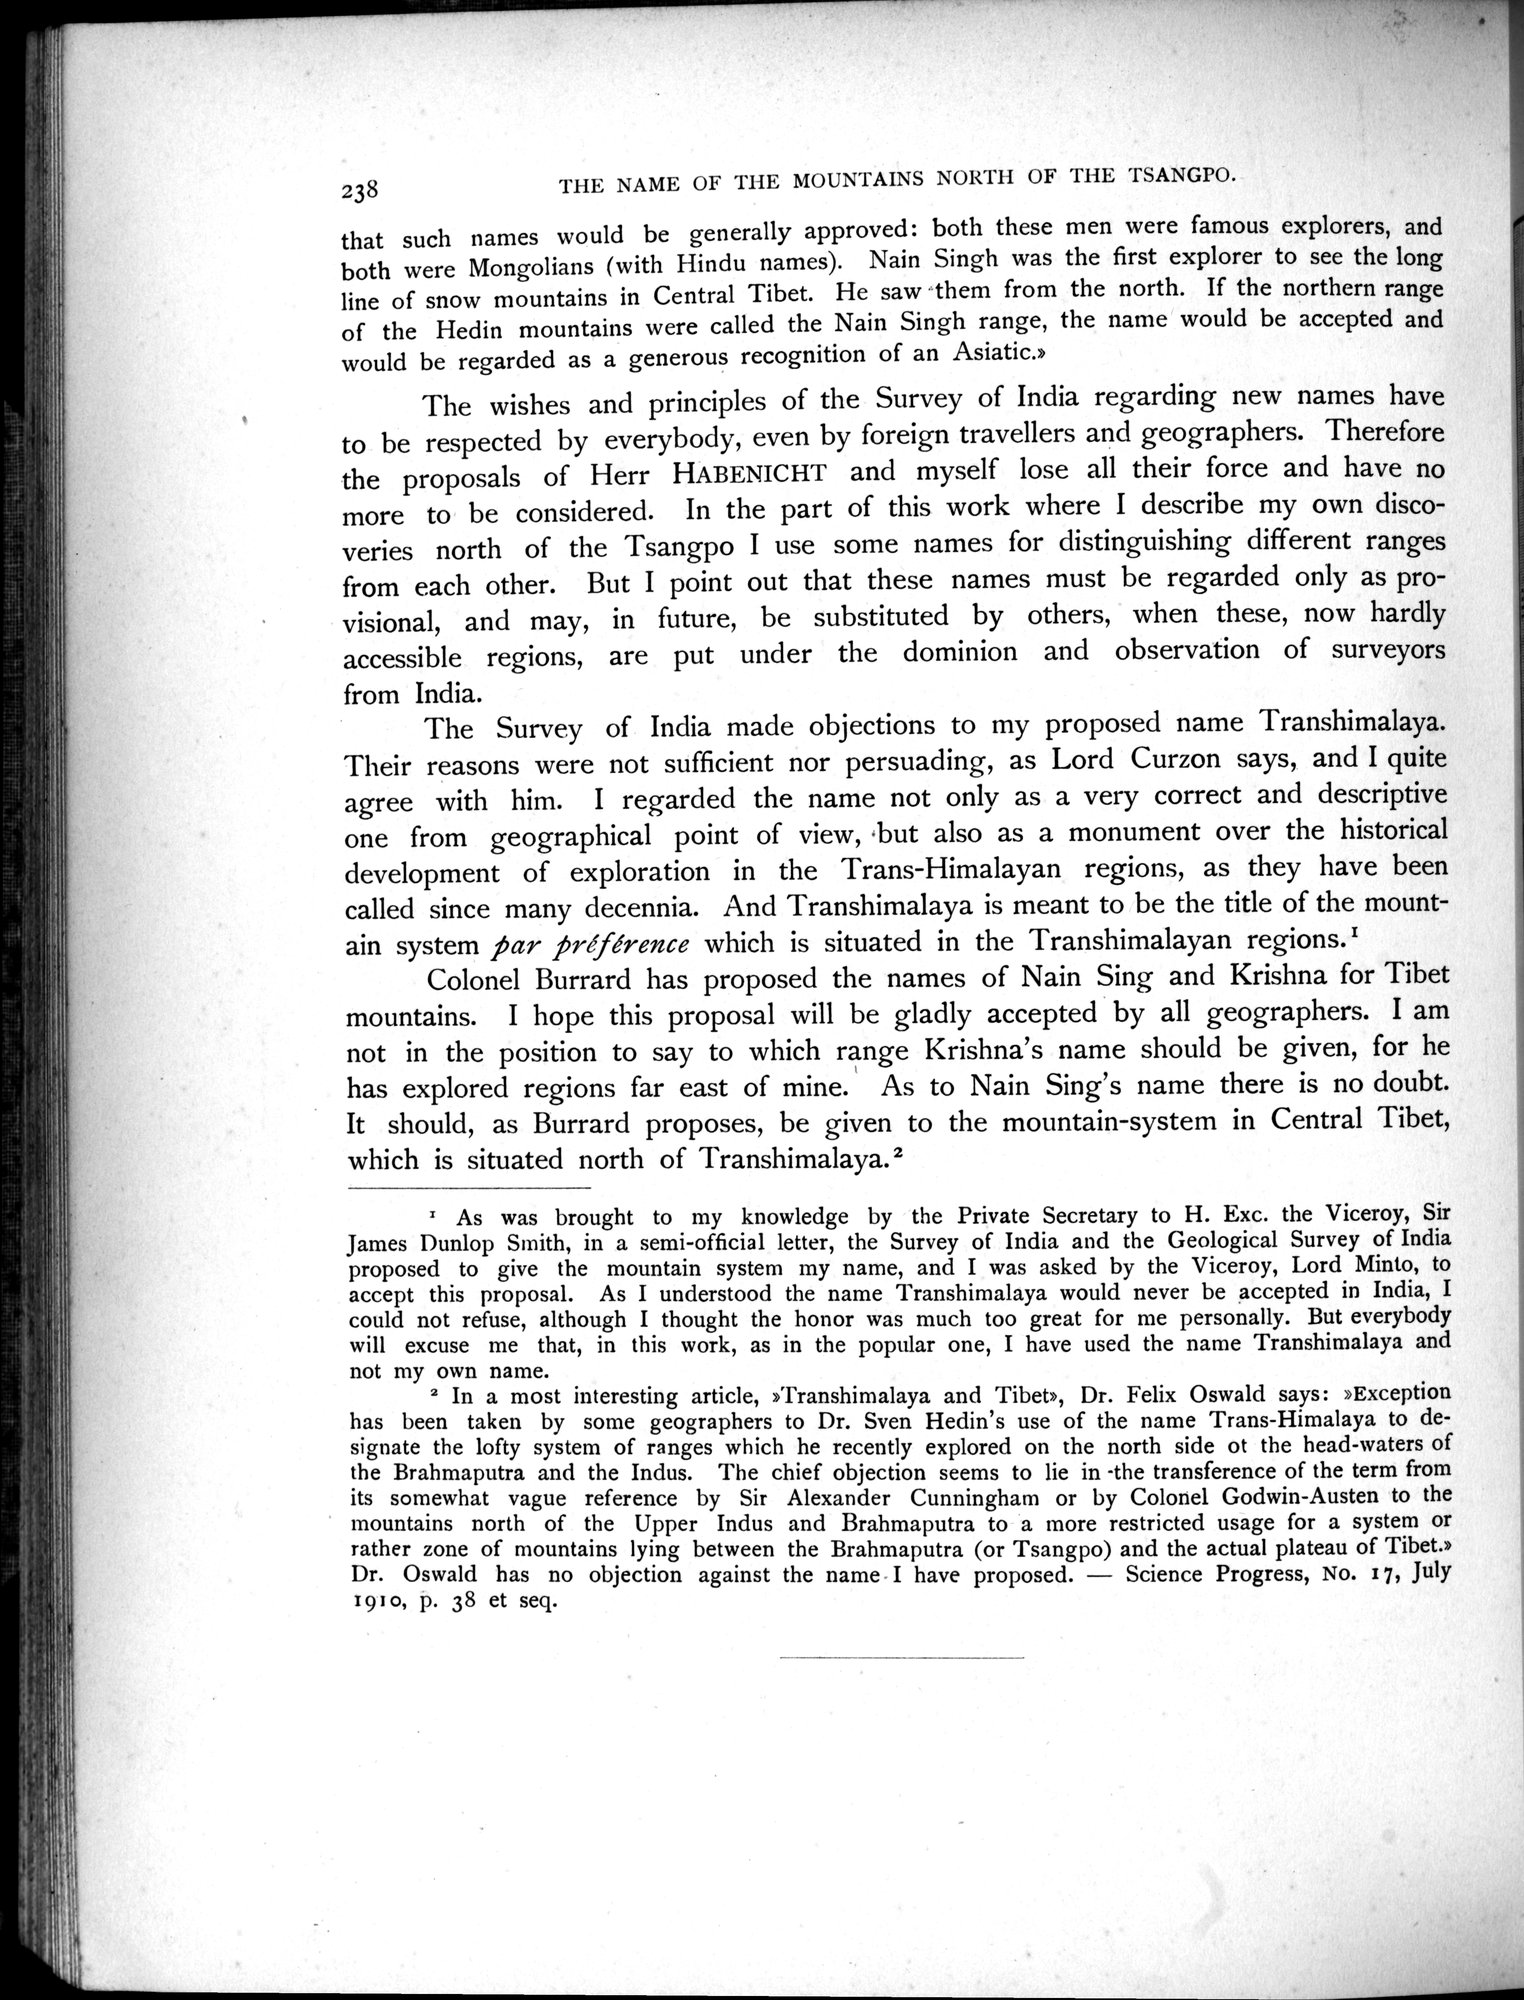 238
THE NAME OF THE MOUNTAINS NORTH OF THE TSANGPO.
that such names would be generally approved: both these men were famous explorers, and
both were Mongolians (with Hindu names). Nain Singh was the first explorer to see the long
line of snow mountains in Central Tibet. He saw them from the north. If the northern range
of the Hedin mountains were called the Nain Singh range, the name would be accepted and
would be regarded as a generous recognition of an Asiatic.»
The wishes and principles of the Survey of India regarding new names have
to be respected by everybody, even by foreign travellers and geographers. Therefore
the proposals of Herr HABENICHT and myself lose all their force and have no
more to be considered. In the part of this work where I describe my own disco-
veries north of the Tsangpo I use some names for distinguishing different ranges
from each other. But I point out that these names must be regarded only as pro-
visional, and may, in future, be substituted by others, when these, now hardly
accessible regions, are put under the dominion and observation of surveyors
from India.
The Survey of India made objections to my proposed name Transhimalaya.
Their reasons were not sufficient nor persuading, as Lord Curzon says, and I quite
agree with him. I regarded the name not only as a very correct and descriptive
one from geographical point of view, but also as a monument over the historical
development of exploration in the Trans-Himalayan regions, as they have been
called since many decennia. And Transhimalaya is meant to be the title of the mount-
ain system par préférence which is situated in the Transhimalayan regions.¹
Colonel Burrard has proposed the names of Nain Sing and Krishna for Tibet
mountains. I hope this proposal will be gladly accepted by all geographers. I am
not in the position to say to which range Krishna's name should be given, for he
has explored regions far east of mine. As to Nain Sing's name there is no doubt.
It should, as Burrard proposes, be given to the mountain-system in Central Tibet,
which is situated north of Transhimalaya.²
¹ As was brought to my knowledge by the Private Secretary to H. Exc. the Viceroy, Sir
James Dunlop Smith, in a semi-official letter, the Survey of India and the Geological Survey of India
proposed to give the mountain system my name, and I was asked by the Viceroy, Lord Minto, to
accept this proposal. As I understood the name Transhimalaya would never be accepted in India, I
could not refuse, although I thought the honor was much too great for me personally. But everybody
will excuse me that, in this work, as in the popular one, I have used the name Transhimalaya and
not my own name.
² In a most interesting article, »Transhimalaya and Tibet», Dr. Felix Oswald says: »Exception
has been taken by some geographers to Dr. Sven Hedin's use of the name Trans-Himalaya to de-
signate the lofty system of ranges which he recently explored on the north side ot the head-waters of
the Brahmaputra and the Indus. The chief objection seems to lie in the transference of the term from
its somewhat vague reference by Sir Alexander Cunningham or by Colonel Godwin-Austen to the
mountains north of the Upper Indus and Brahmaputra to a more restricted usage for a system or
rather zone of mountains lying between the Brahmaputra (or Tsangpo) and the actual plateau of Tibet.»
Dr. Oswald has no objection against the name I have proposed. — Science Progress, No. 17, July
1910, p. 38 et seq.